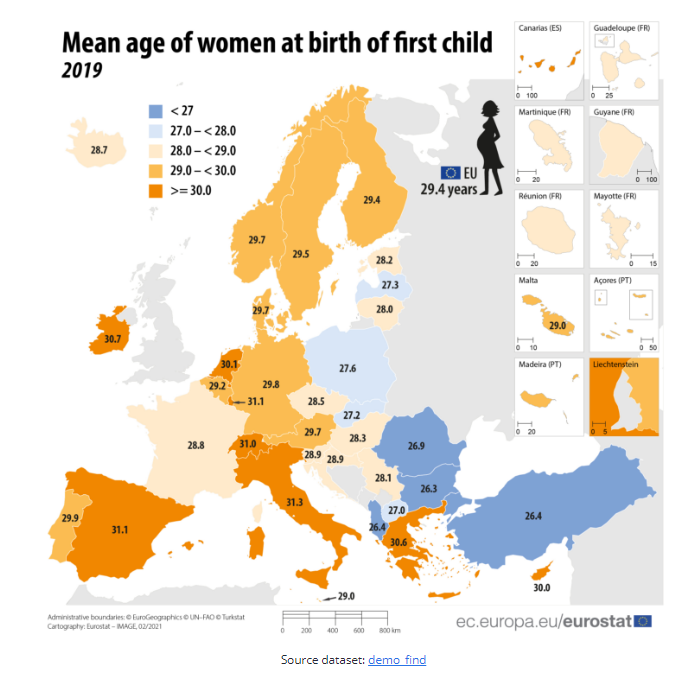 Mean age of women at birth of first child
2019
< 27
27.0 – < 28.0
28.0 – < 29.0
29.0 – < 30.0
>= 30.0
EU
29.4 years
Canarias (ES)
0 100
Guadeloupe (FR)
0 25
Martinique (FR)
0 20
Guyane (FR)
0 100
Réunion (FR)
0 20
Mayotte (FR)
0 15
Malta
29.0
0 10
Açores (PT)
0 50
Madeira (PT)
0 20
Liechtenstein
0 5
28.7
29.4
29.7
29.5
28.2
27.3
28.0
29.7
30.7
30.1
29.2
31.1
29.8
27.6
28.5
27.2
28.8
31.0
29.7
28.3
28.9
28.9
26.9
28.1
26.3
31.3
27.0
26.4
26.4
29.9
31.1
30.6
30.0
29.0
Administrative boundaries: © EuroGeographics © UN–FAO © Turkstat
Cartography: Eurostat – IMAGE, 02/2021
0 200 400 600 800 km
ec.europa.eu/eurostat
Source dataset: demo_find